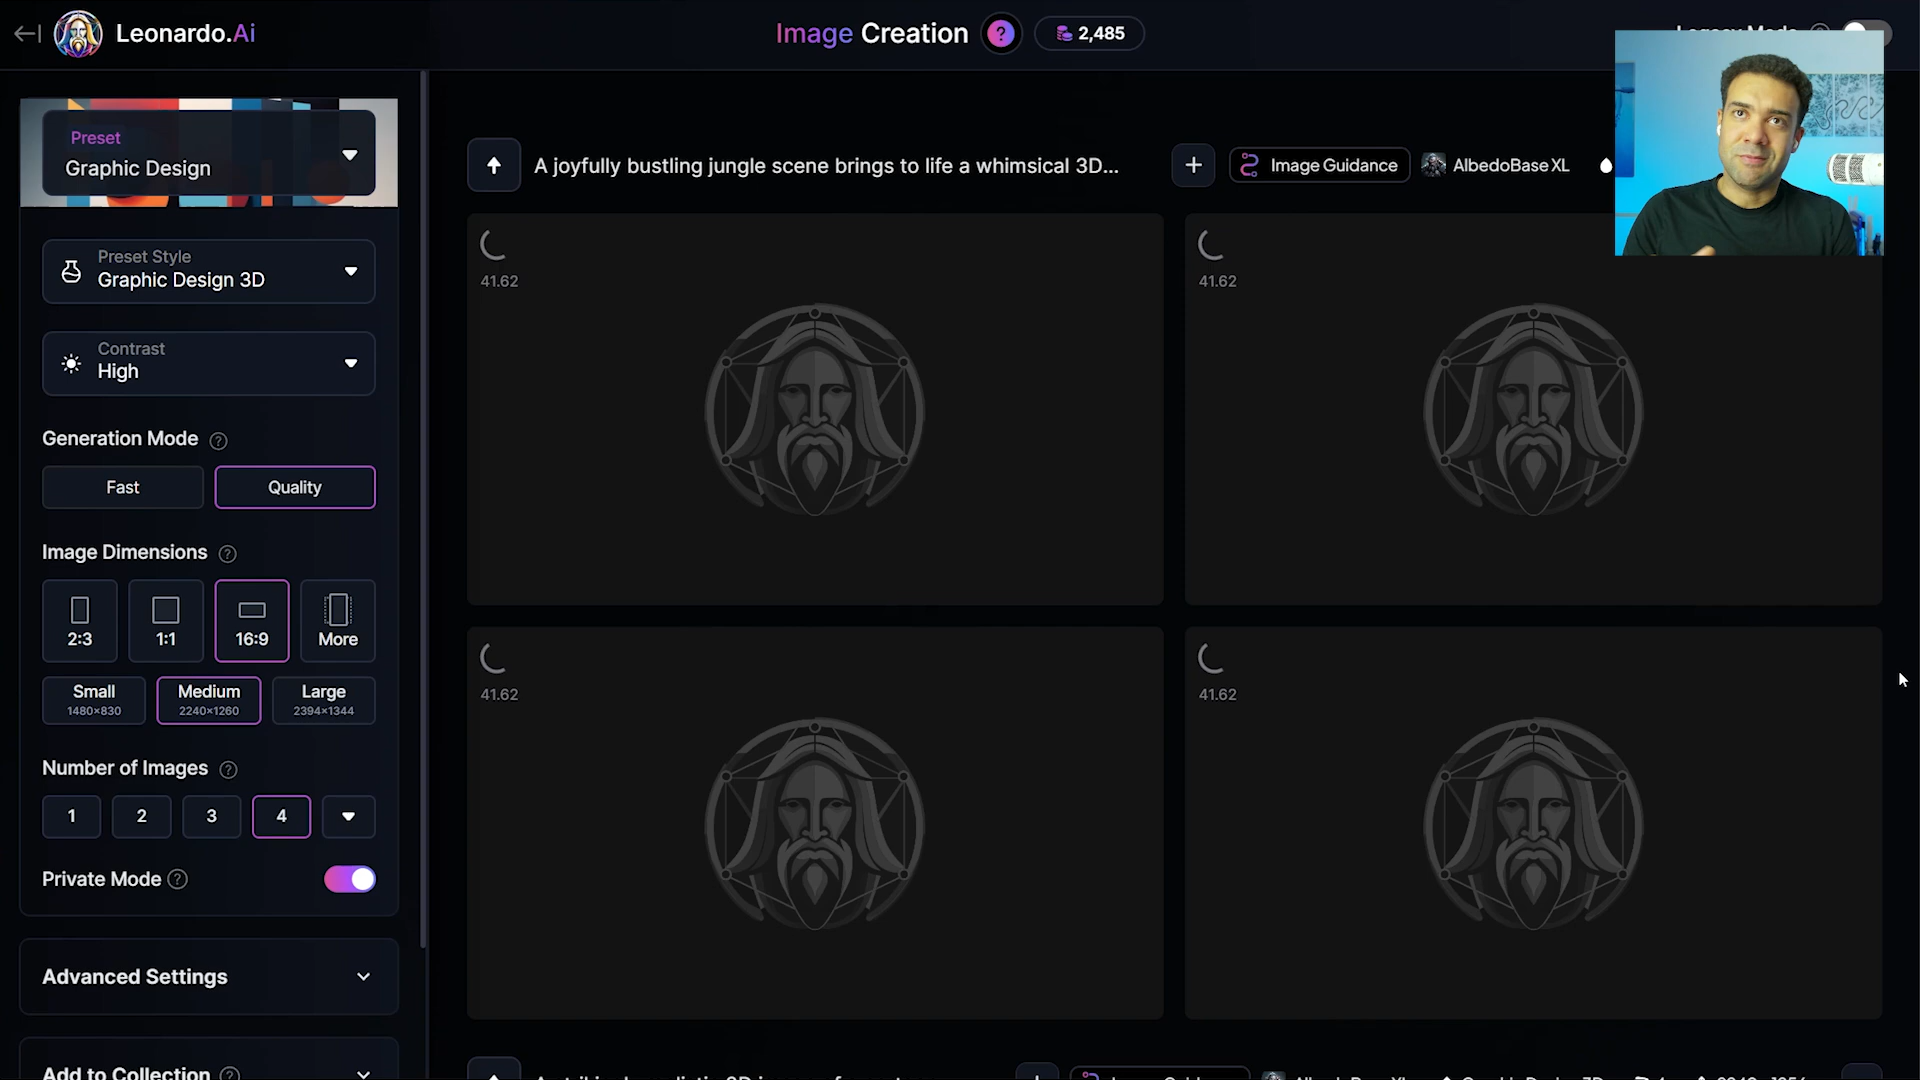 Leonardo.Ai
Image Creation
?
2,485
Preset
Graphic Design
Preset Style
Graphic Design 3D
Contrast
High
Generation Mode ?
Fast
Quality
Image Dimensions ?
2:3
1:1
16:9
More
Small
1480×830
Medium
2240×1260
Large
2394×1344
Number of Images ?
1
2
3
4
Private Mode ?
Advanced Settings
Add to Collection ?
A joyfully bustling jungle scene brings to life a whimsical 3D...
+
Image Guidance
AlbedoBase XL
41.62
41.62
41.62
41.62